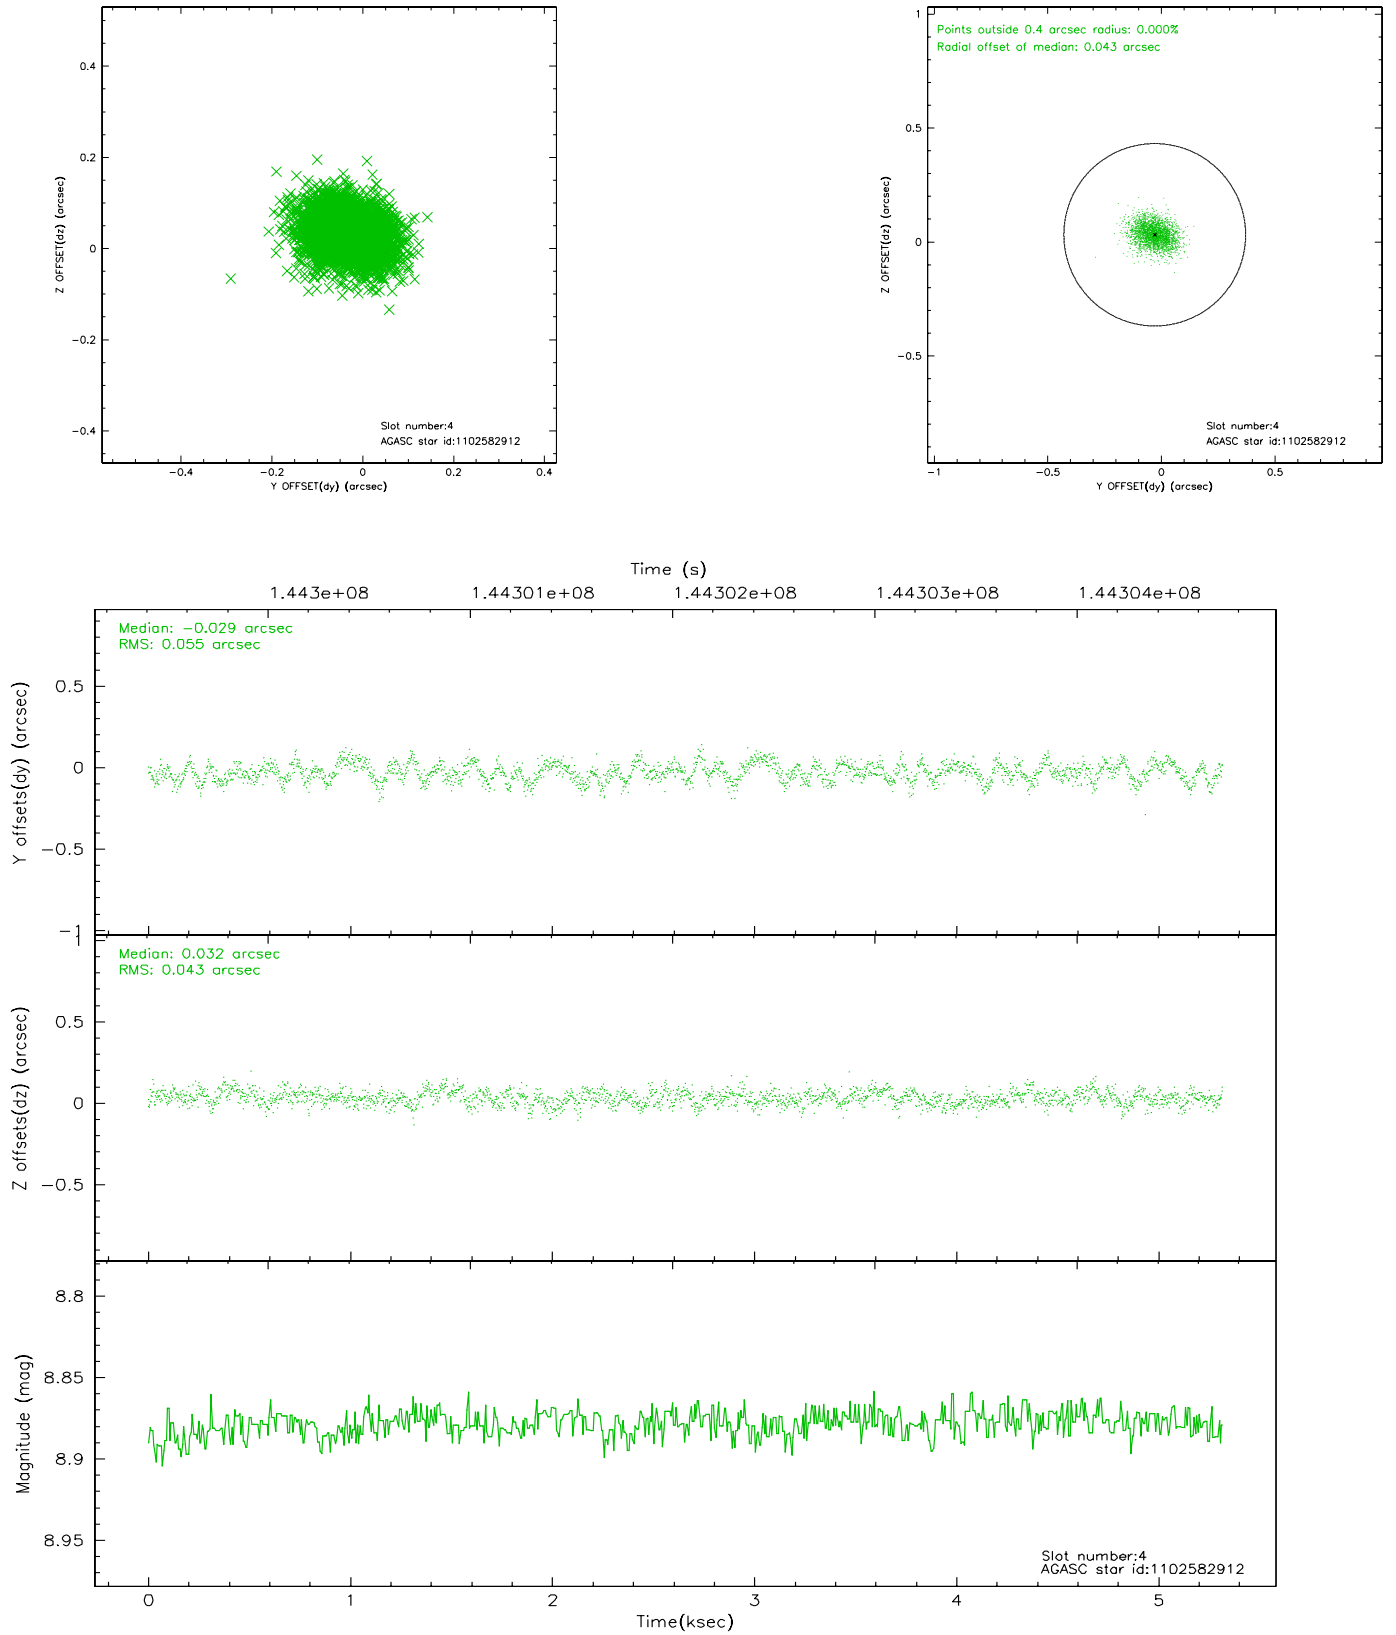 0.4
0.2
0
−0.2
−0.4
Z OFFSET(dz) (arcsec)
Slot number:4
AGASC star id:1102582912
−0.4
−0.2
0
0.2
0.4
Y OFFSET(dy) (arcsec)
Points outside 0.4 arcsec radius: 0.000%
Radial offset of median: 0.043 arcsec
1
0.5
0
−0.5
Z OFFSET(dz) (arcsec)
Slot number:4
AGASC star id:1102582912
−1
−0.5
0
0.5
Y OFFSET(dy) (arcsec)
Time (s)
1.443e+08
1.44301e+08
1.44302e+08
1.44303e+08
1.44304e+08
Median: −0.029 arcsec
RMS: 0.055 arcsec
0.5
0
−0.5
−1
Y offsets(dy) (arcsec)
Median: 0.032 arcsec
RMS: 0.043 arcsec
1
0.5
0
−0.5
Z offsets(dz) (arcsec)
8.8
8.85
8.9
8.95
Magnitude (mag)
Slot number:4
AGASC star id:1102582912
0
1
2
3
4
5
Time(ksec)